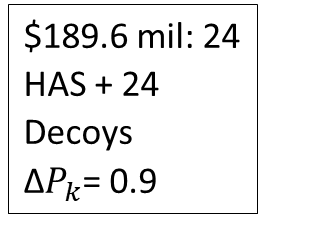 $189.6 mil: 24
HAS + 24
Decoys
Δ𝑃ₖ= 0.9